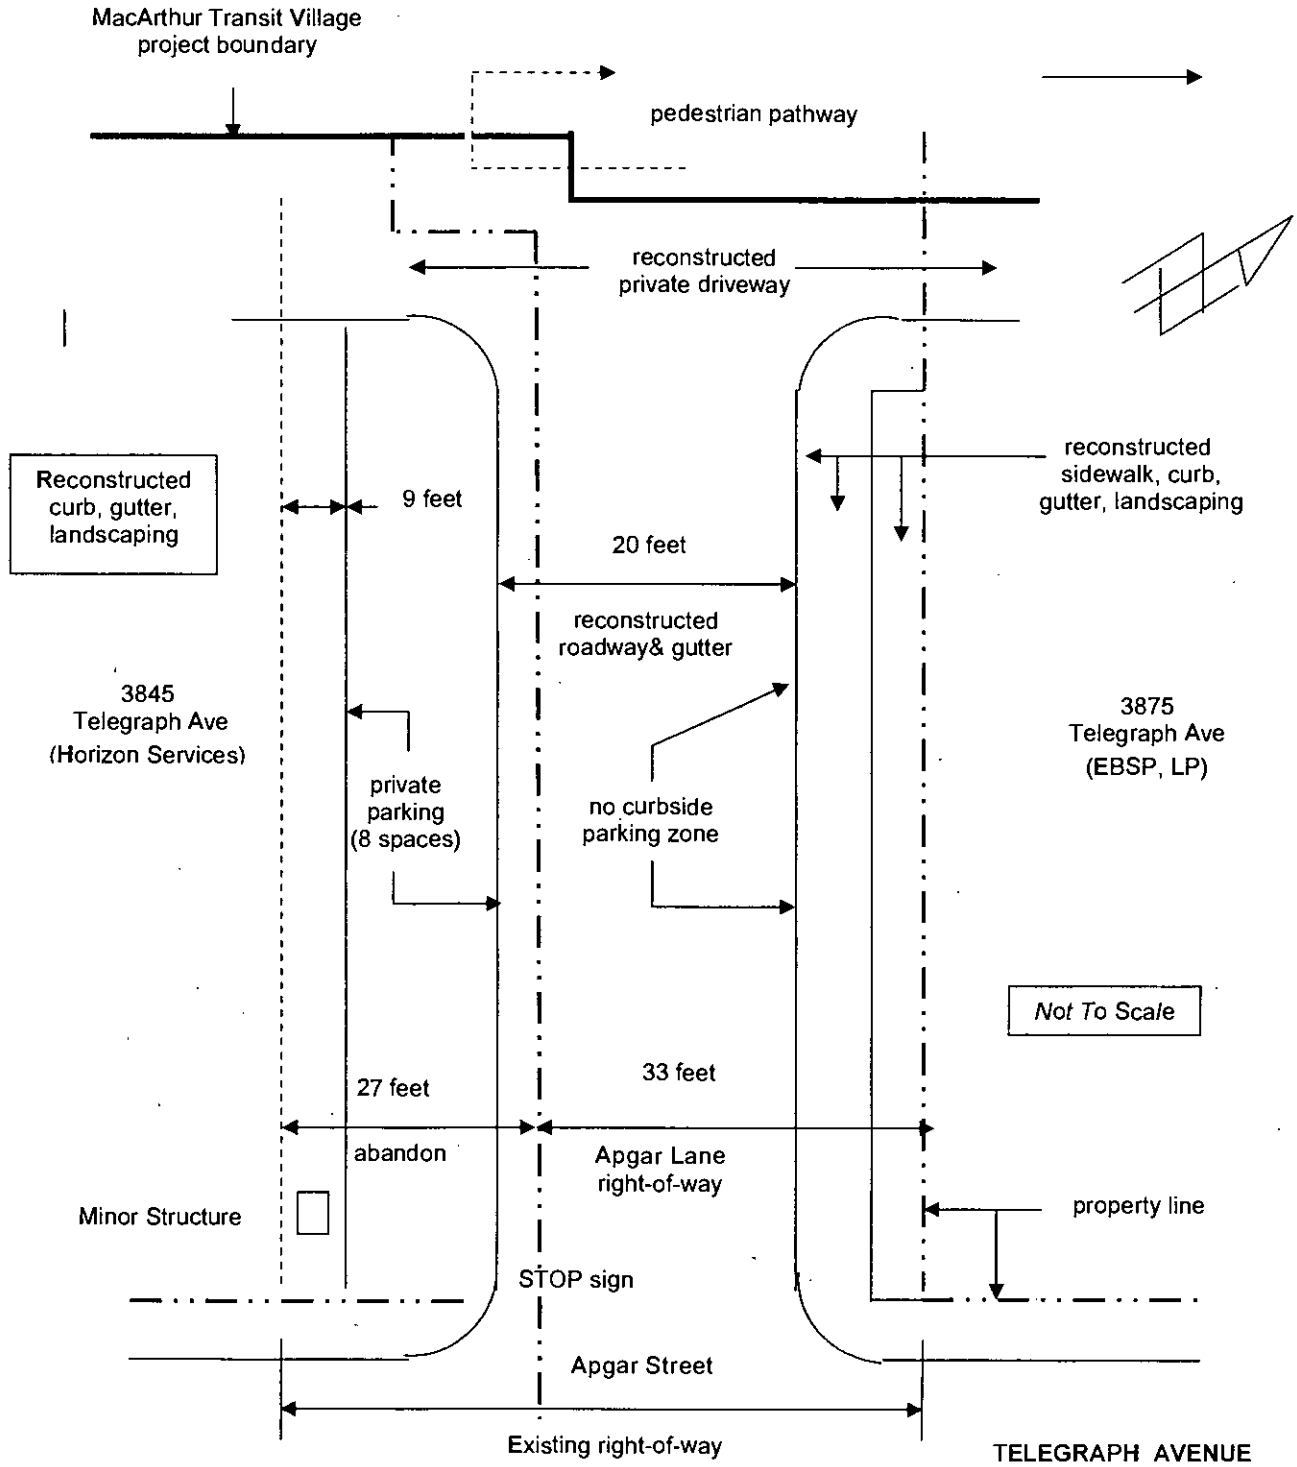 MacArthur Transit Village
project boundary
pedestrian pathway
reconstructed
private driveway
reconstructed
sidewalk, curb,
gutter, landscaping
Reconstructed
curb, gutter,
landscaping
9 feet
20 feet
reconstructed
roadway& gutter
3845
Telegraph Ave
(Horizon Services)
3875
Telegraph Ave
(EBSP, LP)
private
parking
(8 spaces)
no curbside
parking zone
Not To Scale
27 feet
33 feet
abandon
Apgar Lane
right-of-way
Minor Structure
property line
STOP sign
Apgar Street
Existing right-of-way
TELEGRAPH AVENUE